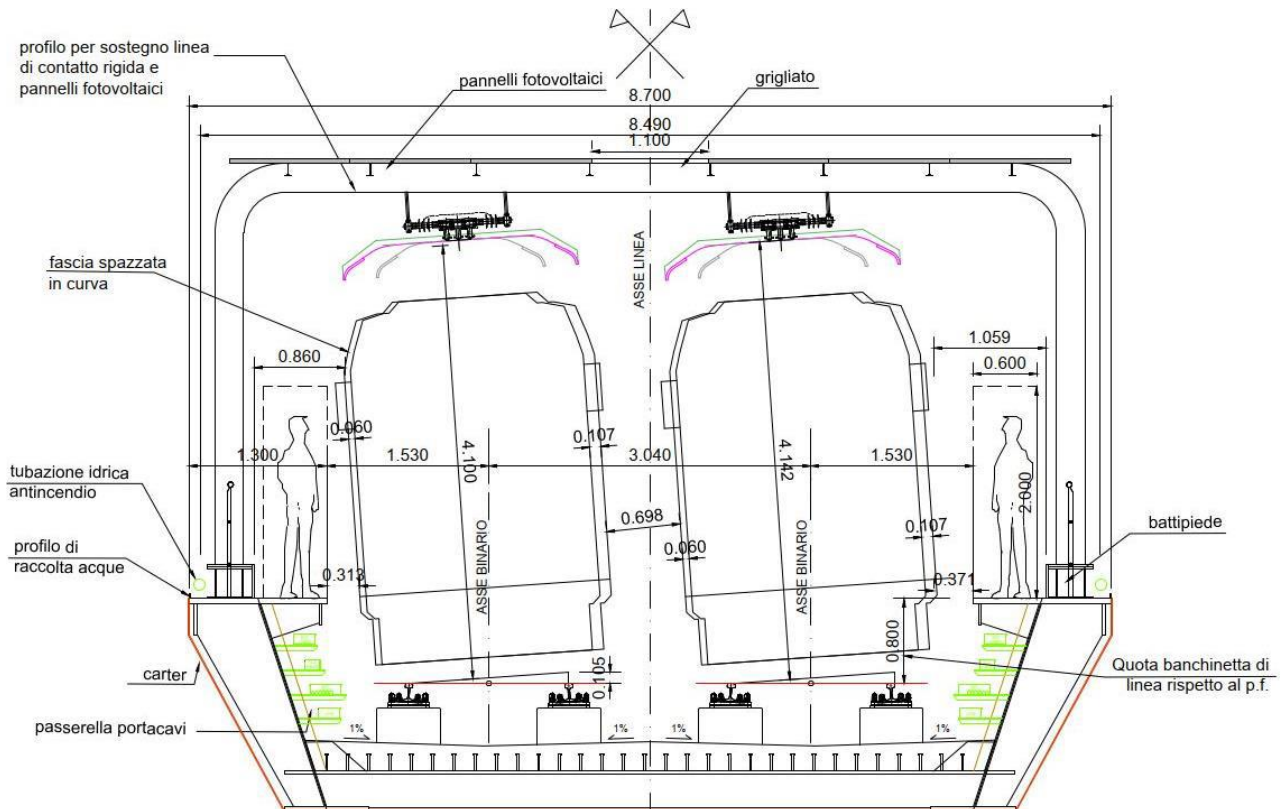 profilo per sostegno linea
di contatto rigida e
pannelli fotovoltaici
pannelli fotovoltaici
grigliato
8.700
8.490
1.100
ASSE LINEA
fascia spazzata
in curva
0.860
1.059
0.600
0.060
0.107
4.100
4.142
1.300
1.530
3.040
1.530
2.000
tubazione idrica
antincendio
0.698
0.107
battipiede
profilo di
raccolta acque
ASSE BINARIO
ASSE BINARIO
0.060
0.313
0.371
0.800
carter
0.105
Quota banchinetta di
linea rispetto al p.f.
passerella portacavi
1%
1%
1%
1%